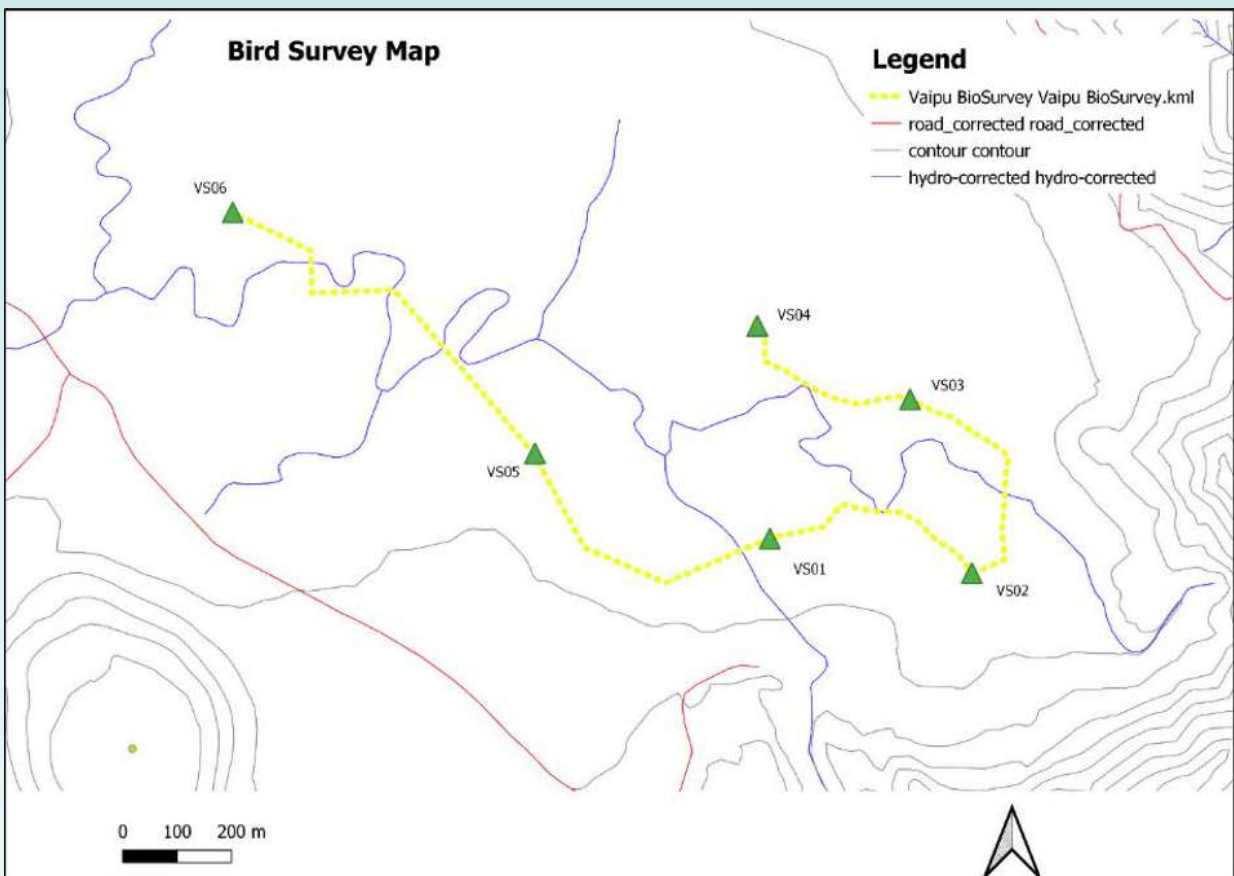 Bird Survey Map
Legend
Vaipu BioSurvey Vaipu BioSurvey.kml
road_corrected road_corrected
contour contour
hydro-corrected hydro-corrected
VS06
VS04
VS03
VS05
VS01
VS02
0 100 200 m